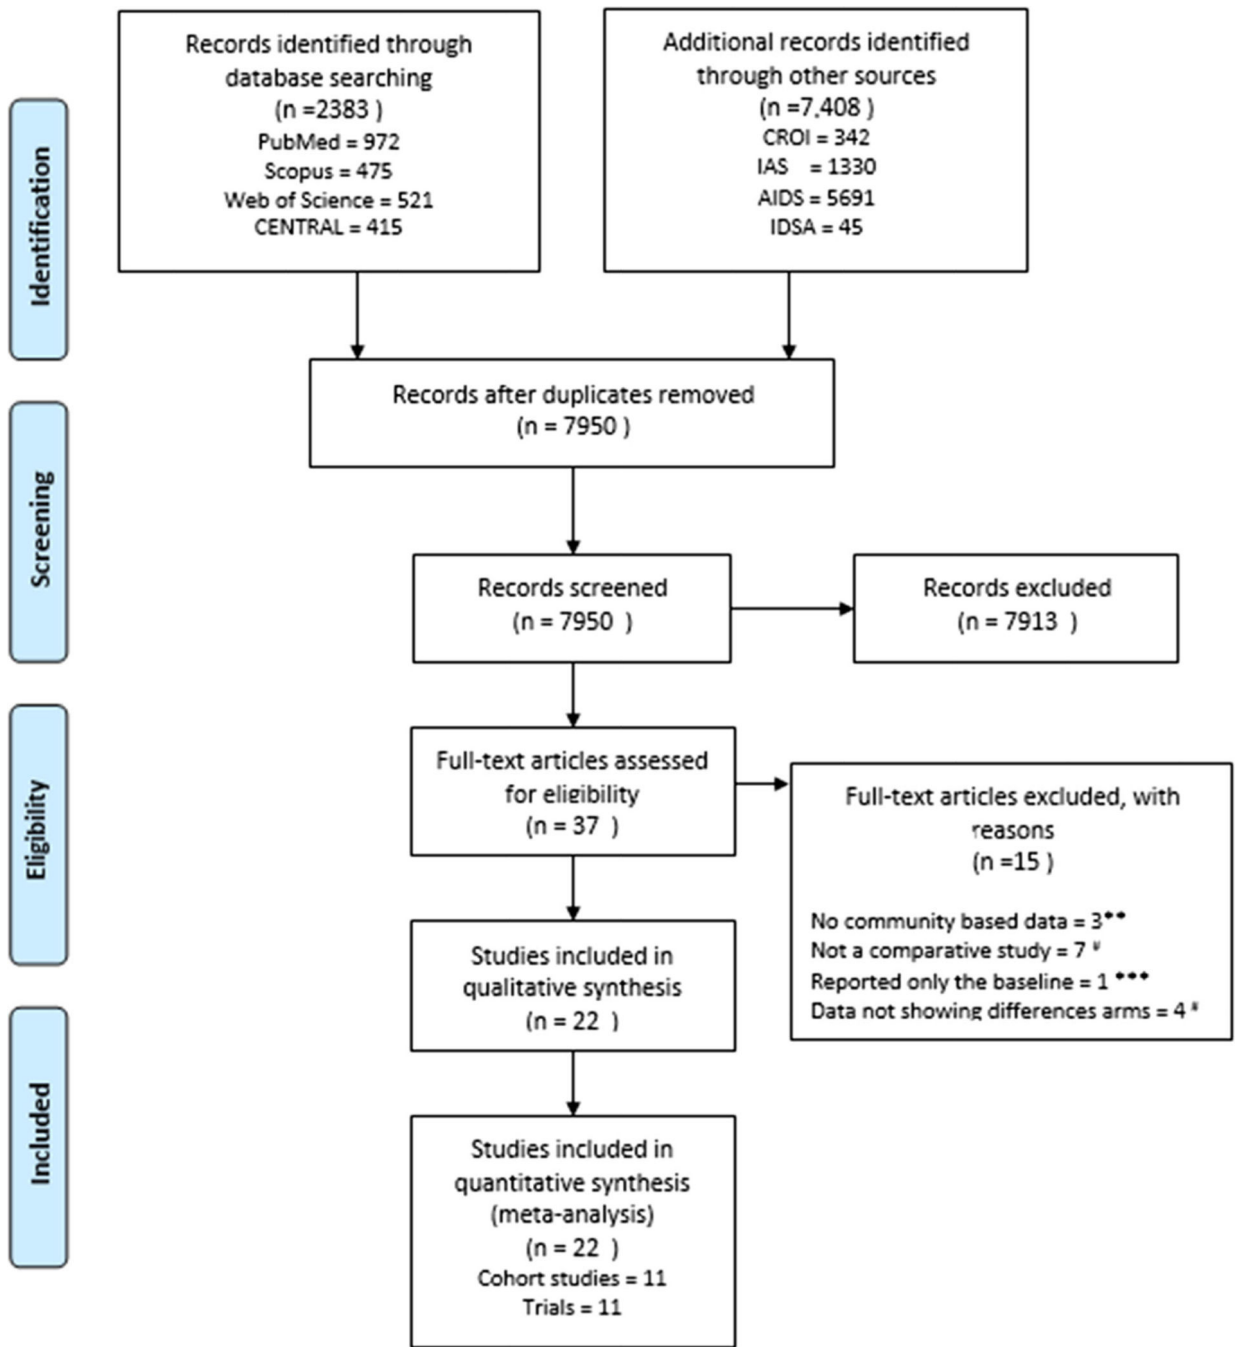 Records identified through
database searching
(n =2383 )
PubMed = 972
Scopus = 475
Web of Science = 521
CENTRAL = 415
Additional records identified
through other sources
(n =7,408 )
CROI = 342
IAS = 1330
AIDS = 5691
IDSA = 45
Identification
Records after duplicates removed
(n = 7950 )
Screening
Records screened
(n = 7950 )
Records excluded
(n = 7913 )
Eligibility
Full-text articles assessed
for eligibility
(n = 37 )
Full-text articles excluded, with
reasons
(n =15 )
No community based data = 3**
Not a comparative study = 7
Reported only the baseline = 1 ***
Data not showing differences arms = 4
Studies included in
qualitative synthesis
(n = 22 )
Included
Studies included in
quantitative synthesis
(meta-analysis)
(n = 22 )
Cohort studies = 11
Trials = 11